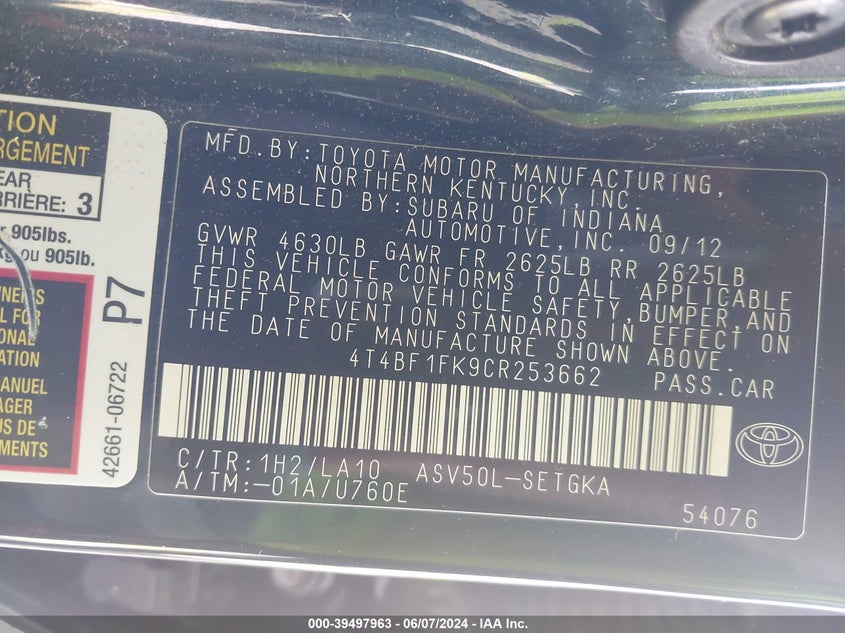 TION
RGEMENT
EAR
RRIÈRE: 3
905lbs.
kg ou 905lb.
WNERS
L FOR
ONAL
ATION
MANUEL
AGER
US DE
EMENTS
P7
42661-06722
MFD.BY:TOYOTA MOTOR MANUFACTURING,
NORTHERN KENTUCKY,INC.
ASSEMBLED BY:SUBARU OF INDIANA
AUTOMOTIVE,INC. 09/12
GVWR 4630LB GAWR FR 2625LB RR 2625LB
THIS VEHICLE CONFORMS TO ALL APPLICABLE
FEDERAL MOTOR VEHICLE SAFETY,BUMPER,AND
THEFT PREVENTION STANDARDS IN EFFECT ON
THE DATE OF MANUFACTURE SHOWN ABOVE.
4T4BF1FK9CR253662 PASS.CAR
C/TR:1H2/LA10 ASV50L-SETGKA
A/TM:-01A/U760E
54076
000-39497963 - 06/07/2024 - IAA Inc.